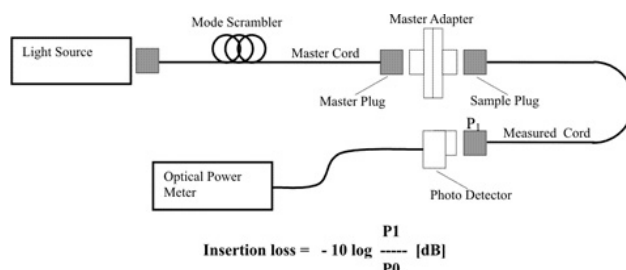 Mode Scrambler
Master Adapter
Light Source
Master Cord
Master Plug
Sample Plug
P₁
Measured Cord
Optical Power
Meter
Photo Detector
P1
Insertion loss = - 10 log ----- [dB]
P0